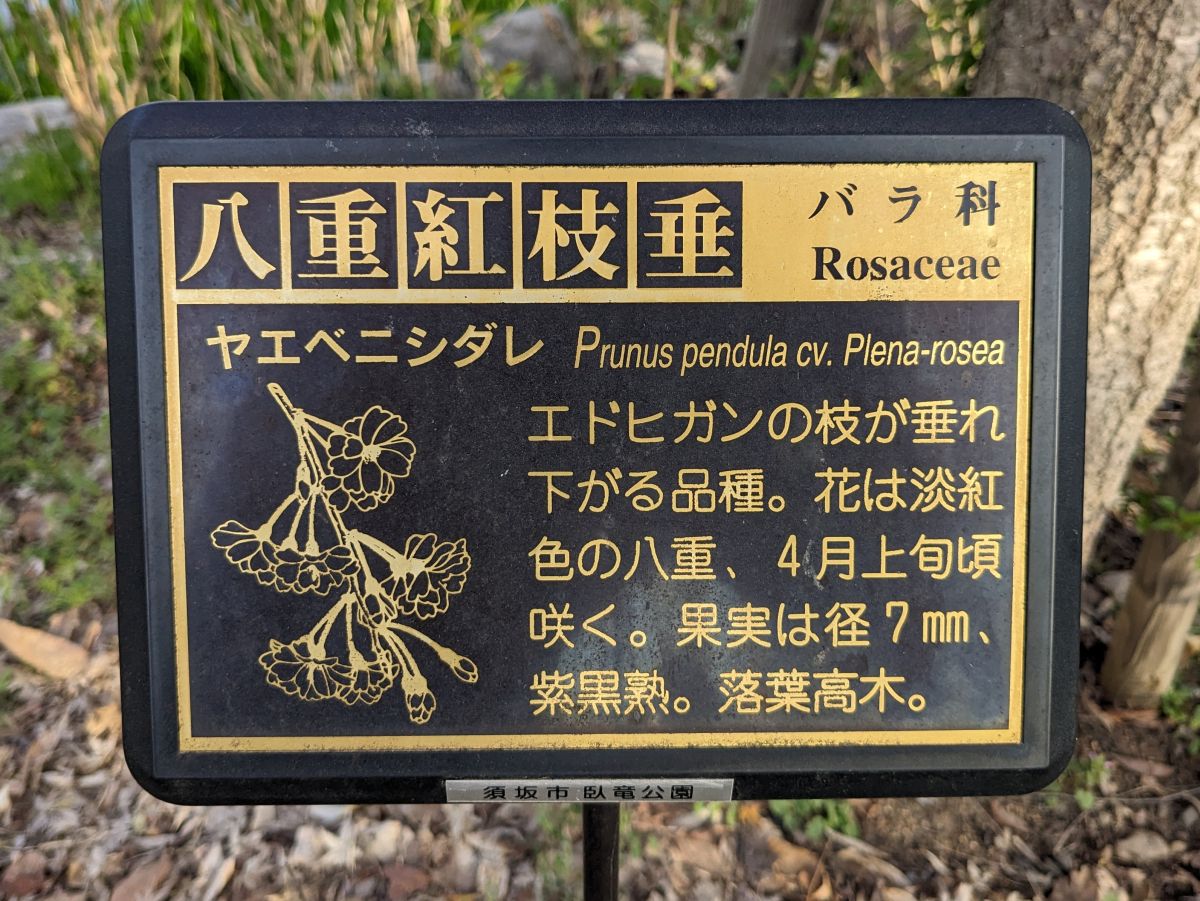 八重紅枝垂
バラ科
Rosaceae
ヤエベニシダレ Prunus pendula cv. Plena-rosea
エドヒガンの枝が垂れ
下がる品種。花は淡紅
色の八重、4月上旬頃
咲く。果実は径7㎜、
紫黒熟。落葉高木。
須坂市 臥竜公園